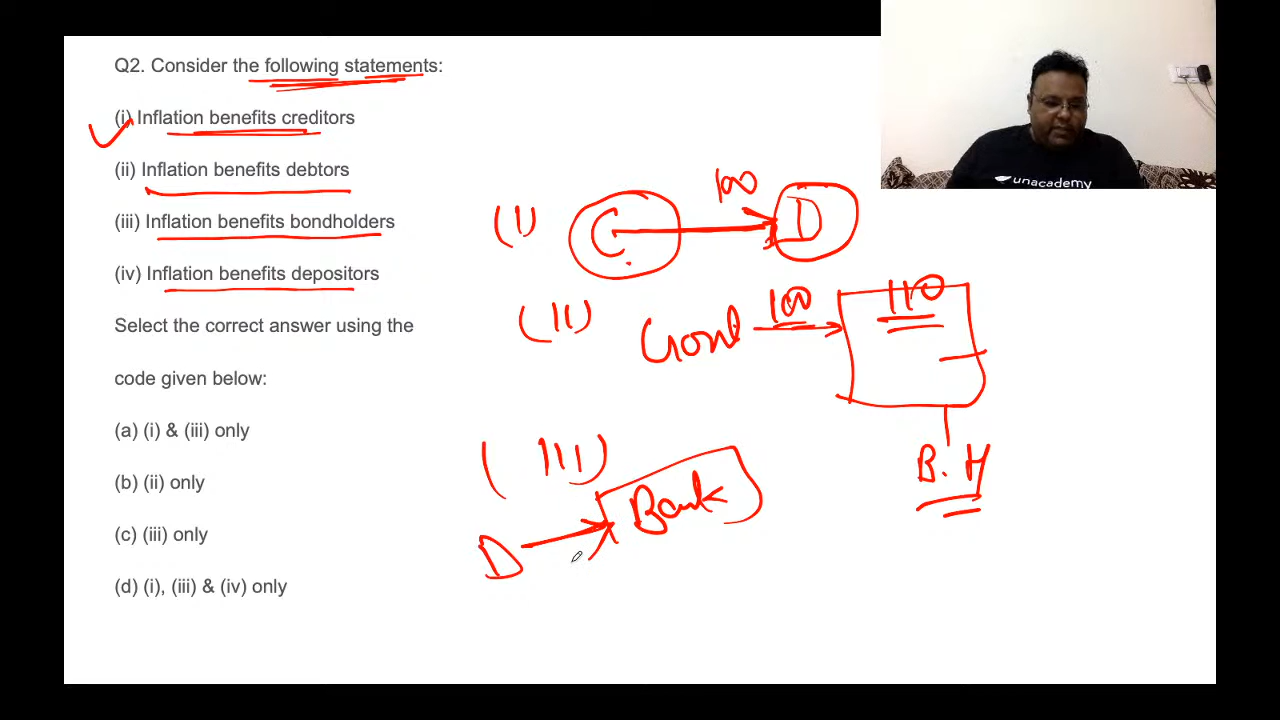 Q2. Consider the following statements:
(i) Inflation benefits creditors
(ii) Inflation benefits debtors
(iii) Inflation benefits bondholders
(iv) Inflation benefits depositors
Select the correct answer using the
code given below:
(a) (i) & (iii) only
(b) (ii) only
(c) (iii) only
(d) (i), (iii) & (iv) only
(I) C 100 D
(II) Govt 100 110
B.H
(III)
D Bank
unacademy